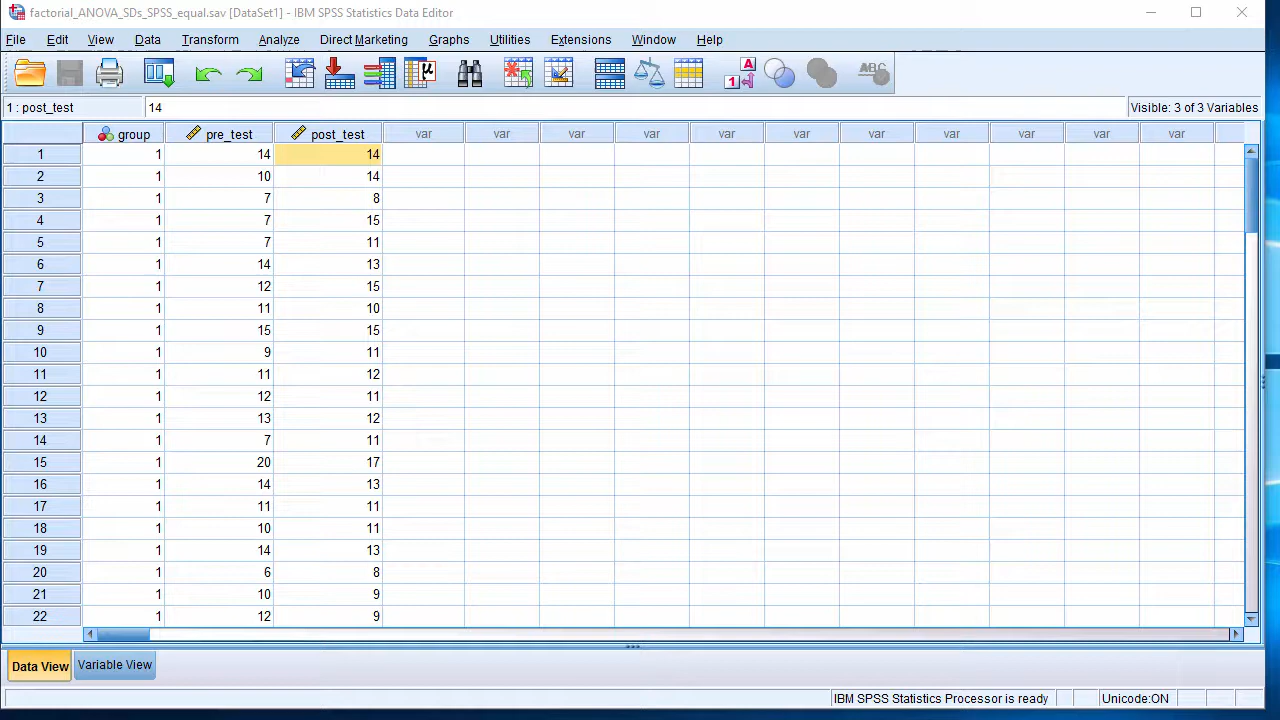 factorial_ANOVA_SDs_SPSS_equal.sav [DataSet1] - IBM SPSS Statistics Data Editor
File Edit View Data Transform Analyze Direct Marketing Graphs Utilities Extensions Window Help
μ A 1 ABC
1 : post_test 14 Visible: 3 of 3 Variables
group pre_test post_test var var var var var var var var var var var
1 1 14 14
2 1 10 14
3 1 7 8
4 1 7 15
5 1 7 11
6 1 14 13
7 1 12 15
8 1 11 10
9 1 15 15
10 1 9 11
11 1 11 12
12 1 12 11
13 1 13 12
14 1 7 11
15 1 20 17
16 1 14 13
17 1 11 11
18 1 10 11
19 1 14 13
20 1 6 8
21 1 10 9
22 1 12 9
Data View Variable View
IBM SPSS Statistics Processor is ready Unicode:ON